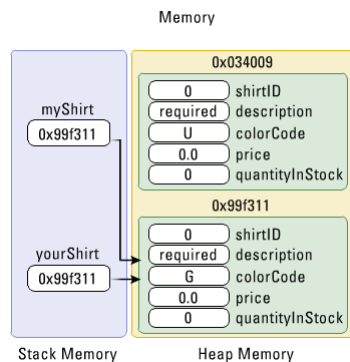 Memory
0x034009
0 shirtID
required description
U colorCode
0.0 price
0 quantityInStock
myShirt
0x99f311
0x99f311
0 shirtID
required description
G colorCode
0.0 price
0 quantityInStock
yourShirt
0x99f311
Stack Memory
Heap Memory